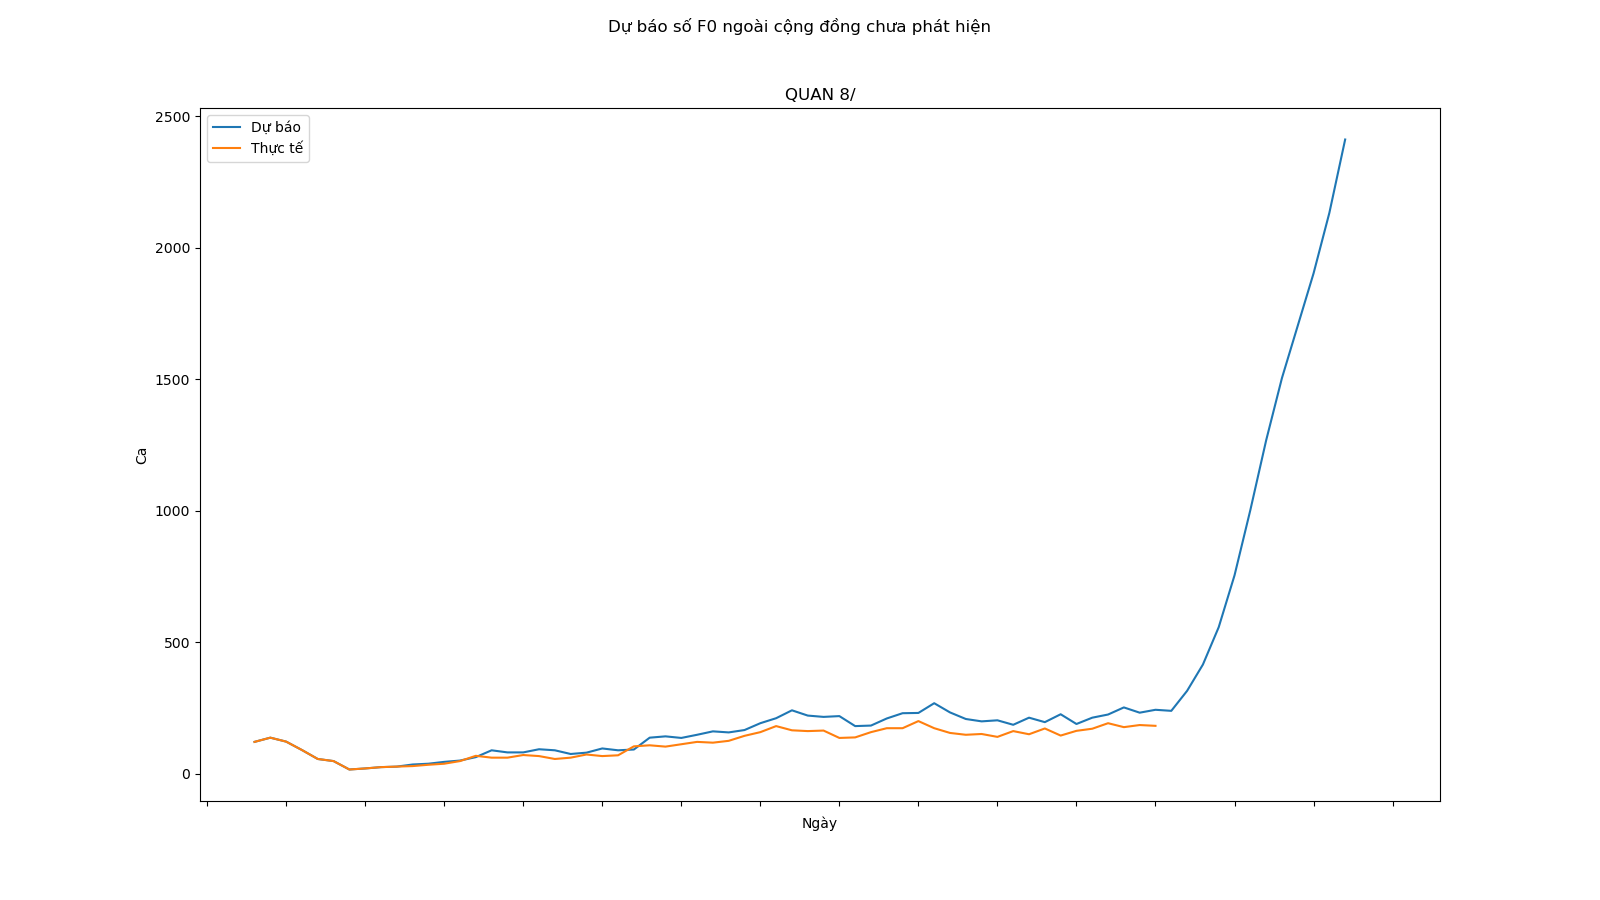 Dự báo số F0 ngoài cộng đồng chưa phát hiện
QUAN 8/
2500
2000
1500
1000
500
0
Dự báo
Thực tế
Ca
Ngày